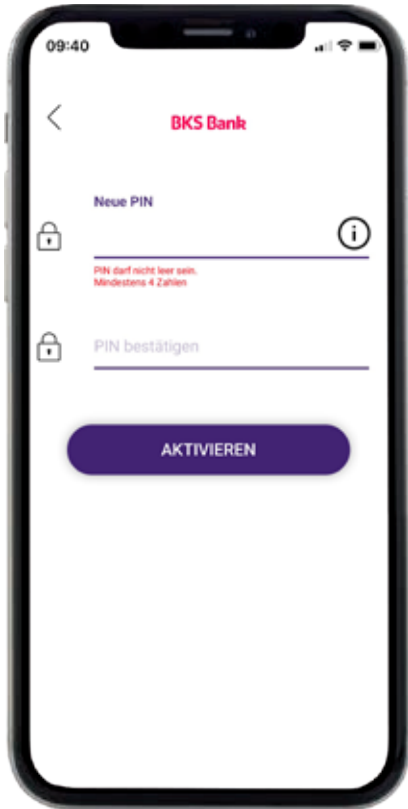 09:40
BKS Bank
Neue PIN
PIN darf nicht leer sein.
Mindestens 4 Zahlen
PIN bestätigen
AKTIVIEREN